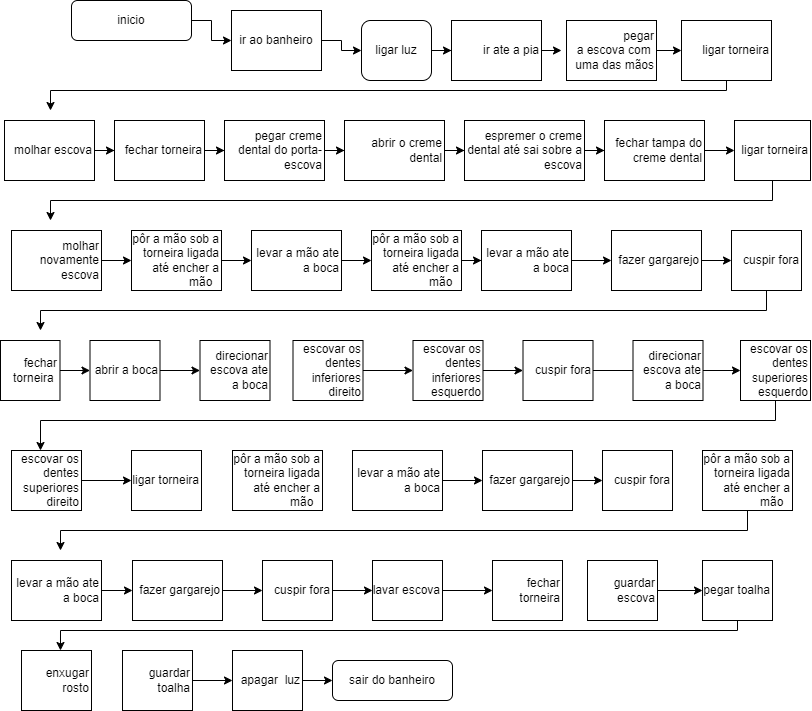 inicio
ir ao banheiro
ligar luz
ir ate a pia
pegar
a escova com
uma das mãos
ligar torneira
molhar escova
fechar torneira
pegar creme
dental do porta-
escova
abrir o creme
dental
espremer o creme
dental até sai sobre a
escova
fechar tampa do
creme dental
ligar torneira
molhar
novamente
escova
pôr a mão sob a
torneira ligada
até encher a
mão
levar a mão ate
a boca
pôr a mão sob a
torneira ligada
até encher a
mão
levar a mão ate
a boca
fazer gargarejo
cuspir fora
fechar
torneira
abrir a boca
direcionar
escova ate
a boca
escovar os
dentes
inferiores
direito
escovar os
dentes
inferiores
esquerdo
cuspir fora
direcionar
escova ate
a boca
escovar os
dentes
superiores
esquerdo
escovar os
dentes
superiores
direito
ligar torneira
pôr a mão sob a
torneira ligada
até encher a
mão
levar a mão ate
a boca
fazer gargarejo
cuspir fora
pôr a mão sob a
torneira ligada
até encher a
mão
levar a mão ate
a boca
fazer gargarejo
cuspir fora
lavar escova
fechar
torneira
guardar
escova
pegar toalha
enxugar
rosto
guardar
toalha
apagar luz
sair do banheiro